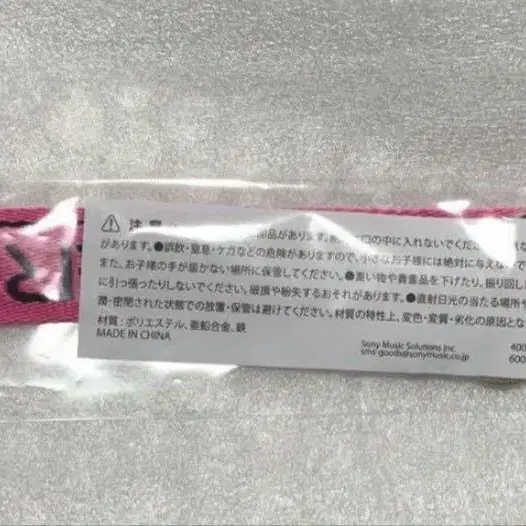 注意
部品があります。
口の中に入れないでくだ
があります。●誤飲・窒息・ケガなどの危険がありますので、小さなお子様には絶対に与えないで
また、お子様の手が届かない場所に保管してください。●重い物や貴重品を下げたり、振り回し
に引っ張ったりしないでください。破損や紛失するおそれがあります。●直射日光の当たる場所や
潤・密閉された状態での放置・保管は避けてください。材質の特性上、変色・変質・劣化の原因とな
材質：ポリエステル、亜鉛合金、鉄
MADE IN CHINA
Sony Music Solutions Inc.
sms-goods@sonymusic.co.jp
400
600